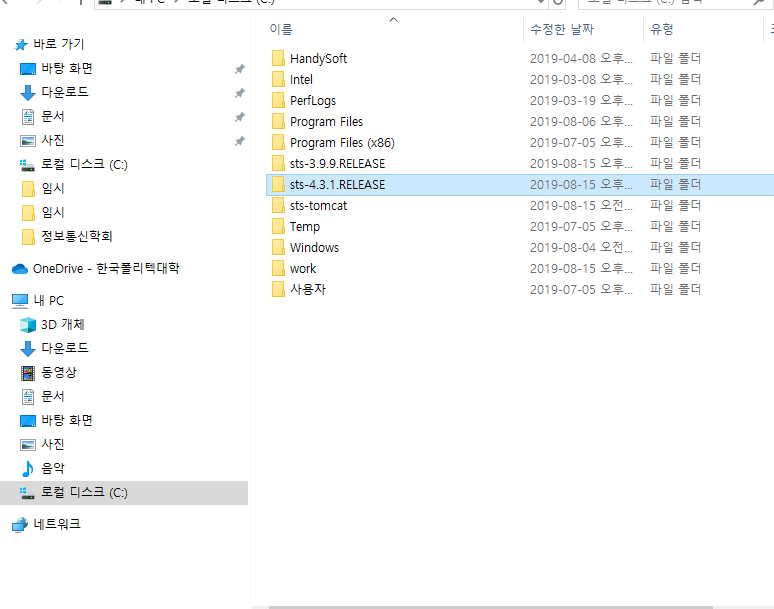 이름 수정한 날짜 유형
바로 가기
바탕 화면
다운로드
문서
사진
로컬 디스크 (C:)
임시
임시
정보통신학회
OneDrive - 한국폴리텍대학
내 PC
3D 개체
다운로드
동영상
문서
바탕 화면
사진
음악
로컬 디스크 (C:)
네트워크
HandySoft 2019-04-08 오후... 파일 폴더
Intel 2019-03-08 오후... 파일 폴더
PerfLogs 2019-03-19 오후... 파일 폴더
Program Files 2019-08-06 오후... 파일 폴더
Program Files (x86) 2019-07-05 오후... 파일 폴더
sts-3.9.9.RELEASE 2019-08-15 오후... 파일 폴더
sts-4.3.1.RELEASE 2019-08-15 오전... 파일 폴더
sts-tomcat 2019-08-15 오전... 파일 폴더
Temp 2019-07-05 오후... 파일 폴더
Windows 2019-08-04 오전... 파일 폴더
work 2019-08-15 오후... 파일 폴더
사용자 2019-07-05 오후... 파일 폴더